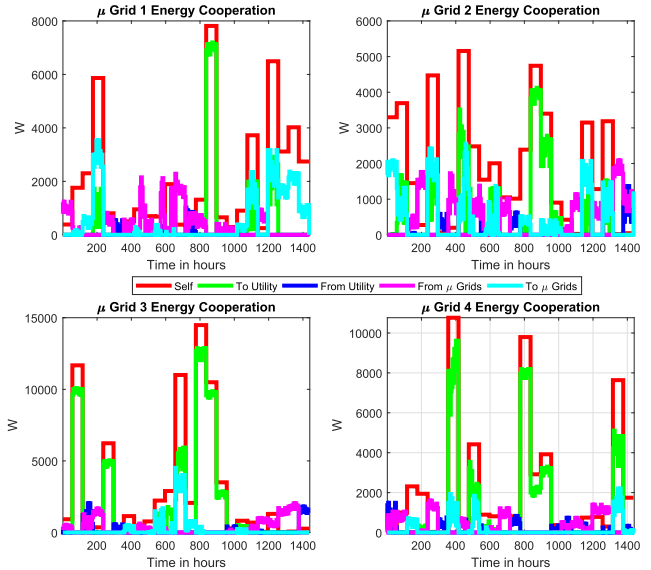 μ Grid 1 Energy Cooperation
8000
6000
4000
2000
0
W
200 400 600 800 1000 1200 1400
Time in hours
μ Grid 2 Energy Cooperation
6000
5000
4000
3000
2000
1000
0
W
200 400 600 800 1000 1200 1400
Time in hours
Self To Utility From Utility From μ Grids To μ Grids
μ Grid 3 Energy Cooperation
15000
10000
5000
0
W
200 400 600 800 1000 1200 1400
Time in hours
μ Grid 4 Energy Cooperation
10000
8000
6000
4000
2000
0
W
200 400 600 800 1000 1200 1400
Time in hours